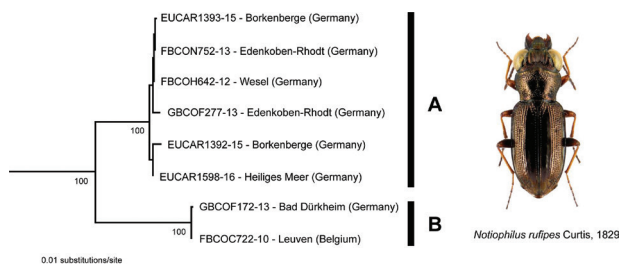 EUCAR1393-15 - Borkenberge (Germany)
FBCON752-13 - Edenkoben-Rhodt (Germany)
FBCOH642-12 - Wesel (Germany)
GBCOF277-13 - Edenkoben-Rhodt (Germany)
100
EUCAR1392-15 - Borkenberge (Germany)
EUCAR1598-16 - Heiliges Meer (Germany)
A
100
GBCOF172-13 - Bad Dürkheim (Germany)
100
FBCOC722-10 - Leuven (Belgium)
B
0.01 substitutions/site
Notiophilus rufipes Curtis, 1829